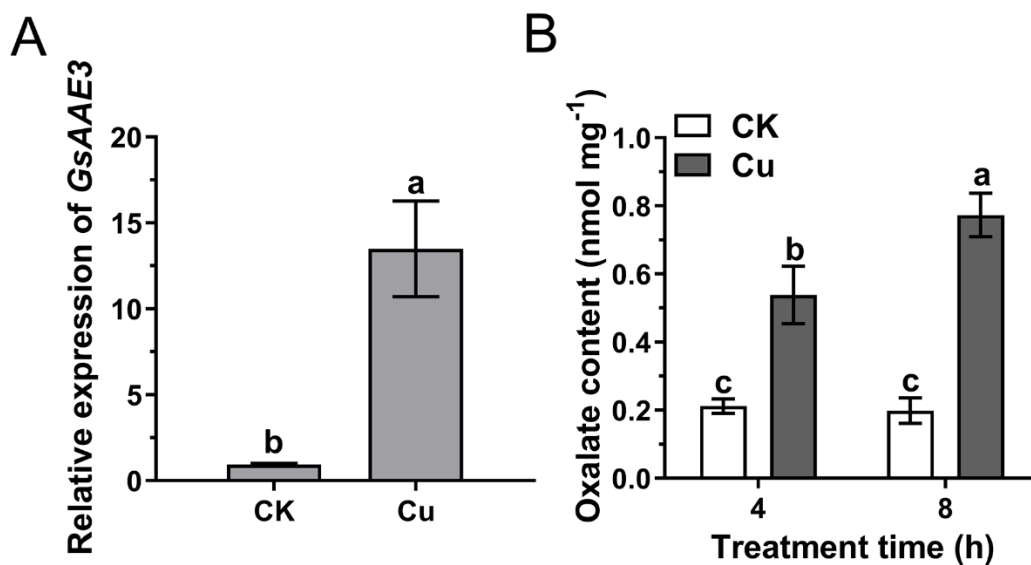 A
Relative expression of GsAAE3
20
15
10
5
0
b
a
CK
Cu
B
Oxalate content (nmol mg⁻¹)
CK
Cu
1.0
0.8
0.6
0.4
0.2
0.0
c
b
c
a
4
8
Treatment time (h)